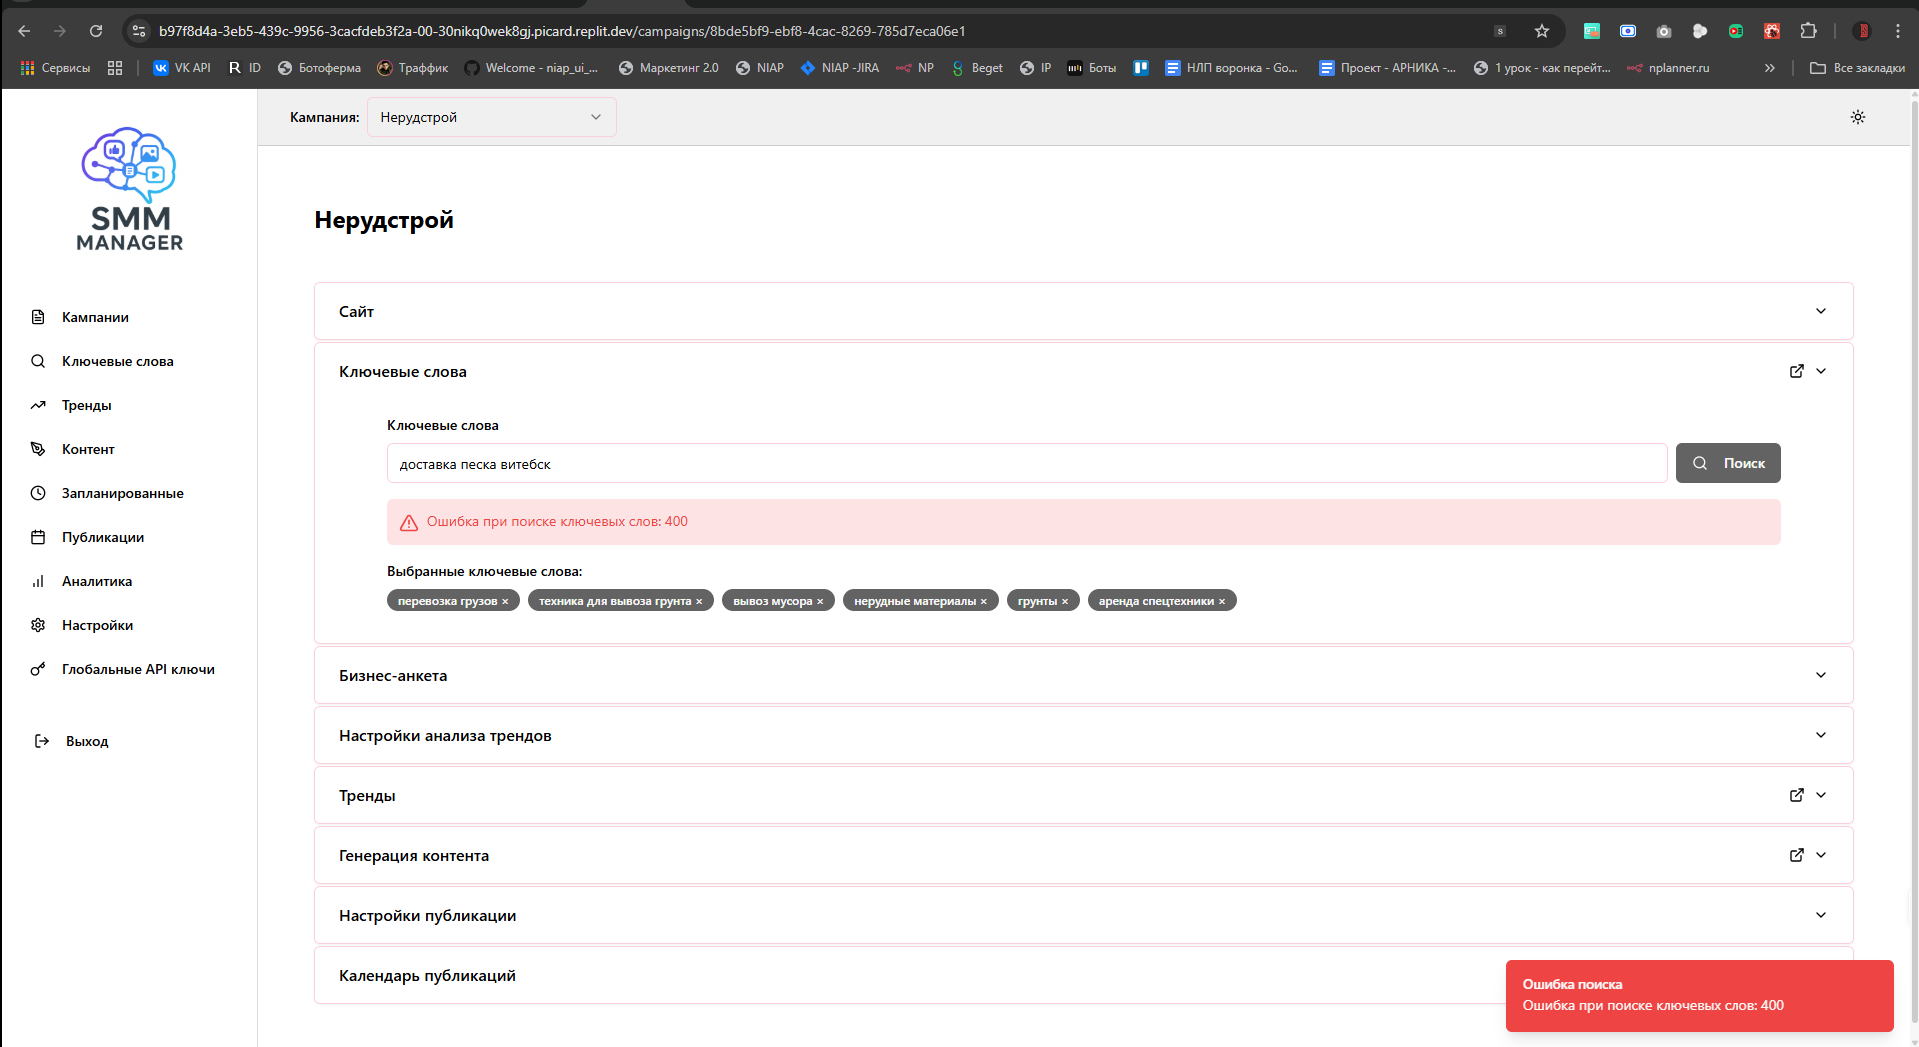 b97f8d4a-3eb5-439c-9956-3cacfdeb3f2a-00-30nikq0wek8gj.picard.replit.dev/campaigns/8bde5bf9-ebf8-4cac-8269-785d7eca06e1
Сервисы VK API ID Ботоферма Траффик Welcome - niap_ui_... Маркетинг 2.0 NIAP NIAP -JIRA NP Beget IP Боты НЛП воронка - Go... Проект - АРНИКА -... 1 урок - как перейт... nplanner.ru Все закладки
SMM
MANAGER
Кампания: Нерудстрой
Кампании
Ключевые слова
Тренды
Контент
Запланированные
Публикации
Аналитика
Настройки
Глобальные API ключи
Выход
Нерудстрой
Сайт
Ключевые слова
Ключевые слова
доставка песка витебск Поиск
Ошибка при поиске ключевых слов: 400
Выбранные ключевые слова:
перевозка грузов × техника для вывоза грунта × вывоз мусора × нерудные материалы × грунты × аренда спецтехники ×
Бизнес-анкета
Настройки анализа трендов
Тренды
Генерация контента
Настройки публикации
Календарь публикаций
Ошибка поиска
Ошибка при поиске ключевых слов: 400